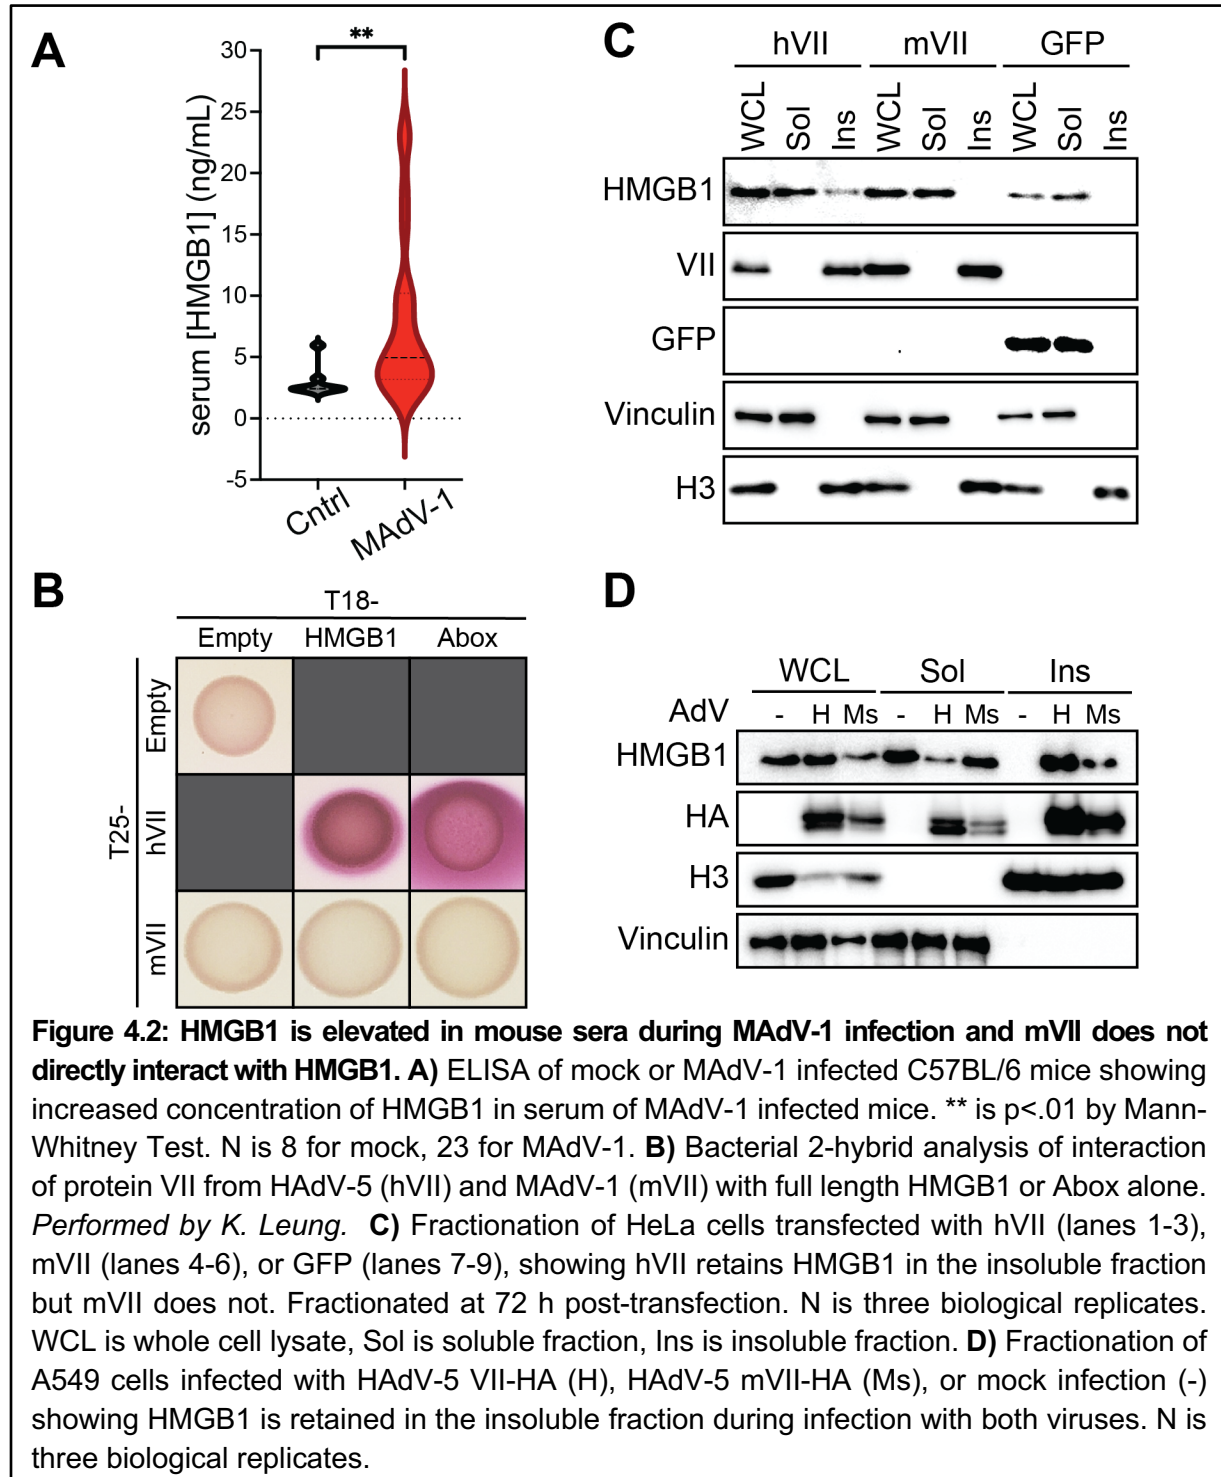 A
**
30
25
20
15
10
5
0
-5
serum [HMGB1] (ng/mL)
Cntrl
MAdV-1
B
T18-
Empty HMGB1 Abox
T25-
Empty
hVII
mVII
C
hVII mVII GFP
WCL Sol Ins WCL Sol Ins WCL Sol Ins
HMGB1
VII
GFP
Vinculin
H3
D
WCL Sol Ins
AdV - H Ms - H Ms - H Ms
HMGB1
HA
H3
Vinculin
Figure 4.2: HMGB1 is elevated in mouse sera during MAdV-1 infection and mVII does not
directly interact with HMGB1. A) ELISA of mock or MAdV-1 infected C57BL/6 mice showing
increased concentration of HMGB1 in serum of MAdV-1 infected mice. ** is p<.01 by Mann-
Whitney Test. N is 8 for mock, 23 for MAdV-1. B) Bacterial 2-hybrid analysis of interaction
of protein VII from HAdV-5 (hVII) and MAdV-1 (mVII) with full length HMGB1 or Abox alone.
Performed by K. Leung. C) Fractionation of HeLa cells transfected with hVII (lanes 1-3),
mVII (lanes 4-6), or GFP (lanes 7-9), showing hVII retains HMGB1 in the insoluble fraction
but mVII does not. Fractionated at 72 h post-transfection. N is three biological replicates.
WCL is whole cell lysate, Sol is soluble fraction, Ins is insoluble fraction. D) Fractionation of
A549 cells infected with HAdV-5 VII-HA (H), HAdV-5 mVII-HA (Ms), or mock infection (-)
showing HMGB1 is retained in the insoluble fraction during infection with both viruses. N is
three biological replicates.